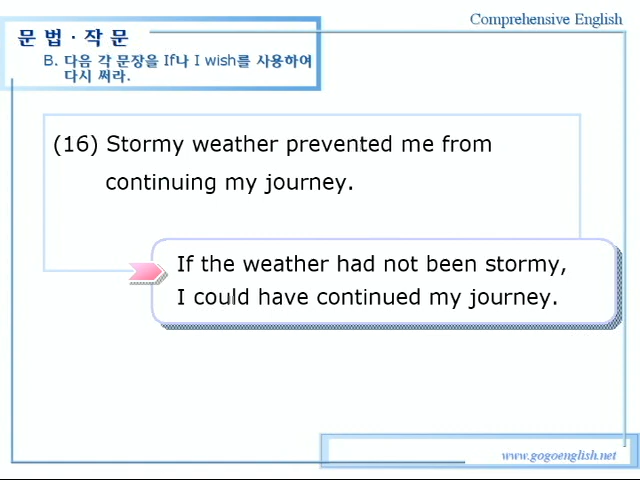 Comprehensive English
문 법 · 작 문
B. 다음 각 문장을 If나 I wish를 사용하여
다시 써라.
(16) Stormy weather prevented me from
continuing my journey.
If the weather had not been stormy,
I could have continued my journey.
www.gogoenglish.net